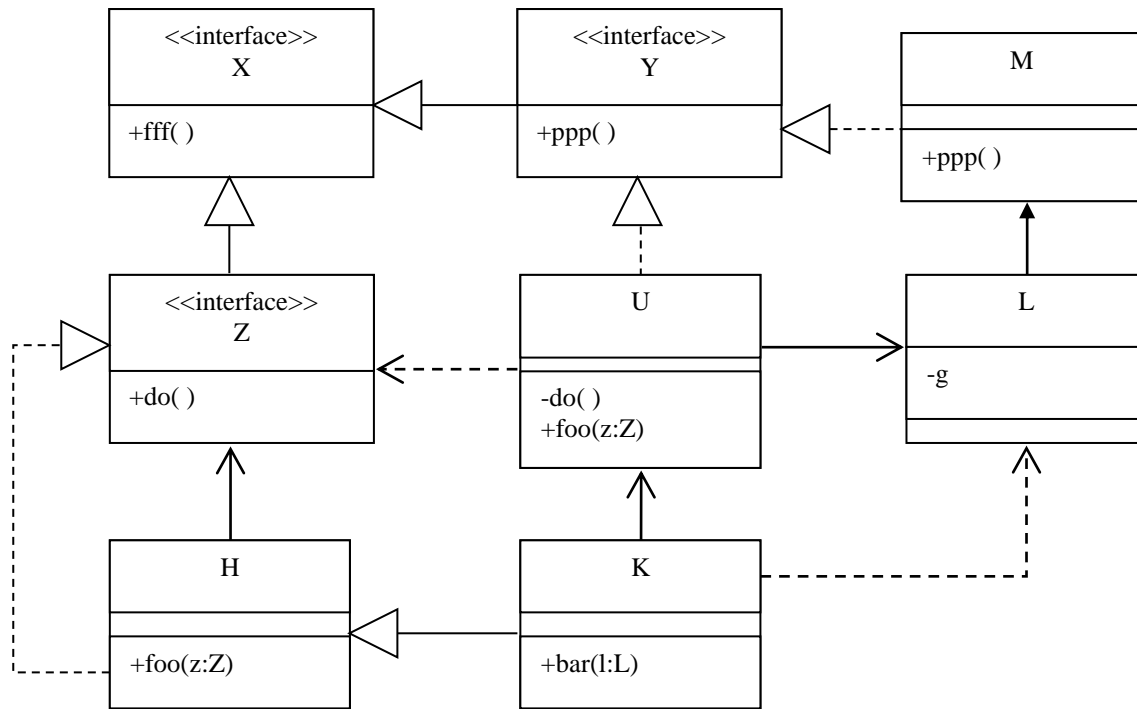 <<interface>>
X
+fff( )
<<interface>>
Y
+ppp( )
M
+ppp( )
<<interface>>
Z
+do( )
U
-do( )
+foo(z:Z)
L
-g
H
+foo(z:Z)
K
+bar(l:L)